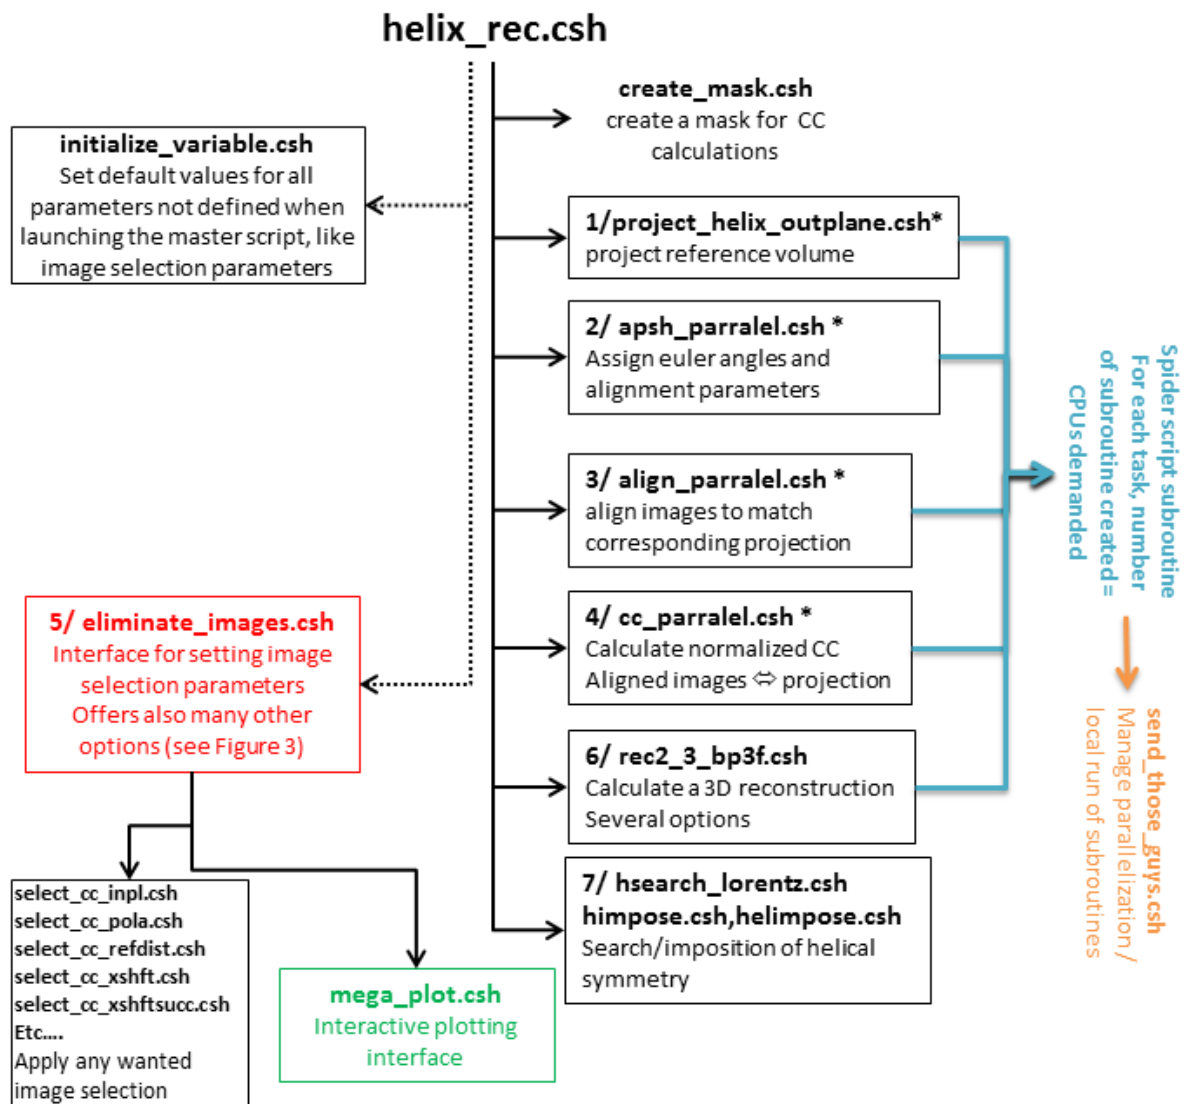 helix_rec.csh
create_mask.csh
create a mask for CC
calculations
initialize_variable.csh
Set default values for all
parameters not defined when
launching the master script, like
image selection parameters
1/project_helix_outplane.csh*
project reference volume
2/ apsh_parralel.csh *
Assign euler angles and
alignment parameters
3/ align_parralel.csh *
align images to match
corresponding projection
4/ cc_parralel.csh *
Calculate normalized CC
Aligned images ⇔ projection
5/ eliminate_images.csh
Interface for setting image
selection parameters
Offers also many other
options (see Figure 3)
6/ rec2_3_bp3f.csh
Calculate a 3D reconstruction
Several options
7/ hsearch_lorentz.csh
himpose.csh,helimpose.csh
Search/imposition of helical
symmetry
select_cc_inpl.csh
select_cc_pola.csh
select_cc_refdist.csh
select_cc_xshft.csh
select_cc_xshftsucc.csh
Etc....
Apply any wanted
image selection
mega_plot.csh
Interactive plotting
interface
Spider script subroutine
For each task, number
of subroutine created =
CPUs demanded
send_those_guys.csh
Manage parallelization /
local run of subroutines